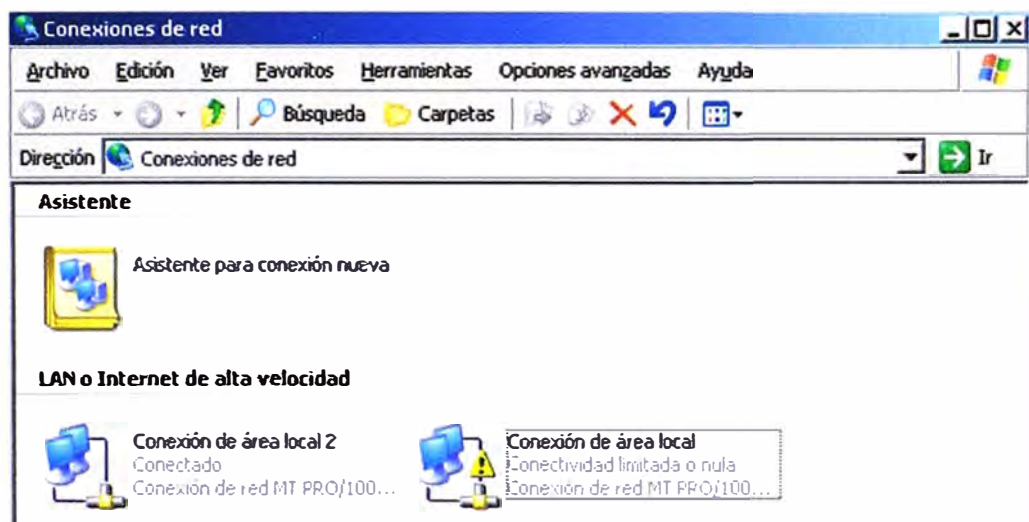 Conexiones de red
Archivo Edición Ver Favoritos Herramientas Opciones avanzadas Ayuda
Atrás Búsqueda Carpetas
Dirección Conexiones de red Ir
Asistente
Asistente para conexión nueva
LAN o Internet de alta velocidad
Conexión de área local 2 Conexión de área local
Conectado Conectividad limitada o nula
Conexión de red MT PRO/100... Conexión de red MT PRO/100...